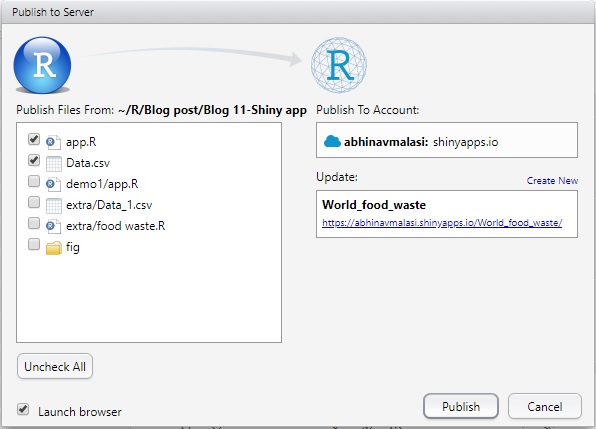 Publish to Server
R
R
Publish Files From: ~/R/Blog post/Blog 11-Shiny app
app.R
Data.csv
demo1/app.R
extra/Data_1.csv
extra/food waste.R
fig
Uncheck All
Launch browser
Publish To Account:
abhinavmalasi: shinyapps.io
Update:
Create New
World_food_waste
https://abhinavmalasi.shinyapps.io/World_food_waste/
Publish
Cancel